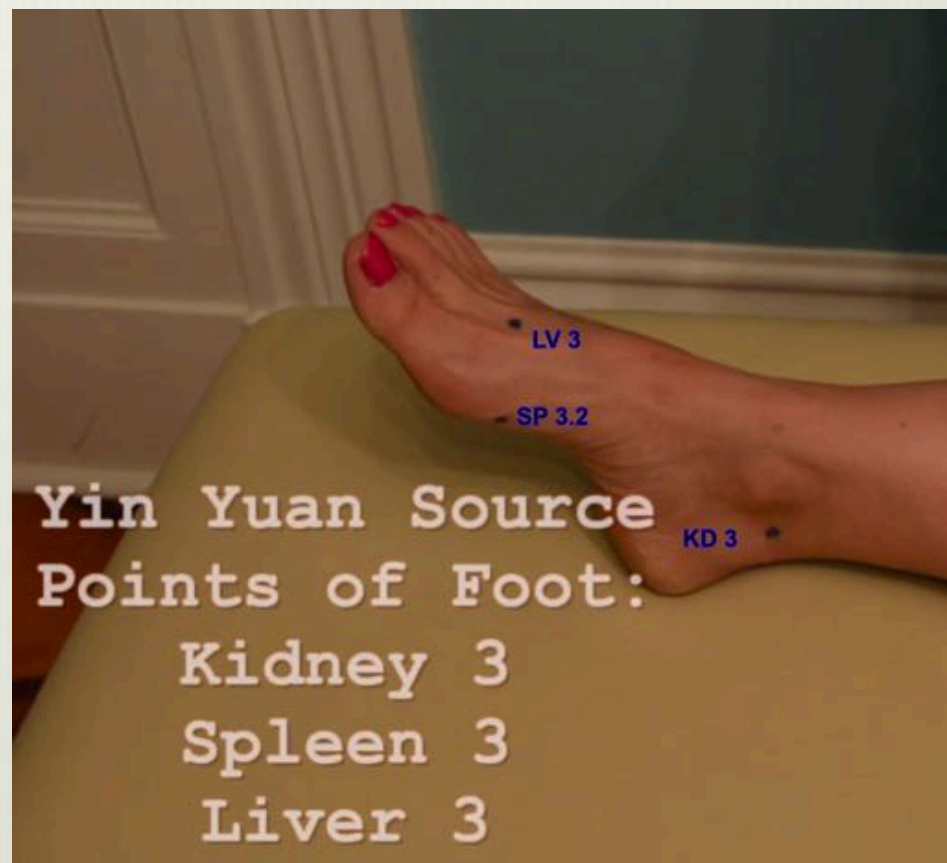 LV 3
SP 3.2
KD 3
Yin Yuan Source
Points of Foot:
Kidney 3
Spleen 3
Liver 3